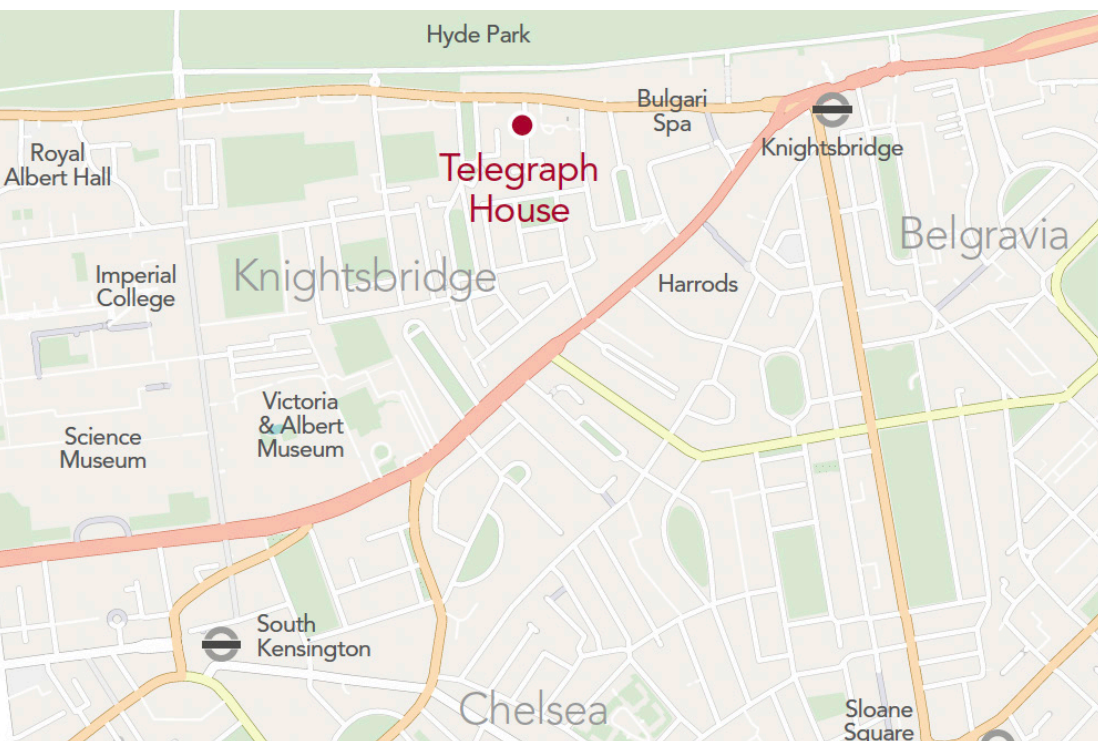 Hyde Park
Bulgari
Spa
Knightsbridge
Royal
Albert Hall
Telegraph
House
Belgravia
Imperial
College
Knightsbridge
Harrods
Victoria
& Albert
Museum
Science
Museum
South
Kensington
Chelsea
Sloane
Square